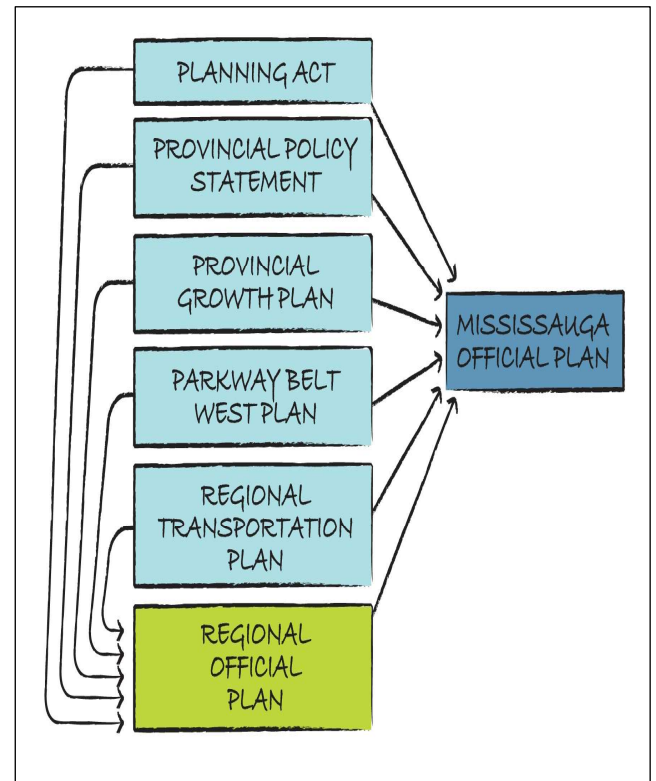 PLANNING ACT
PROVINCIAL POLICY
STATEMENT
PROVINCIAL
GROWTH PLAN
PARKWAY BELT
WEST PLAN
REGIONAL
TRANSPORTATION
PLAN
REGIONAL
OFFICIAL
PLAN
MISSISSAUGA
OFFICIAL PLAN